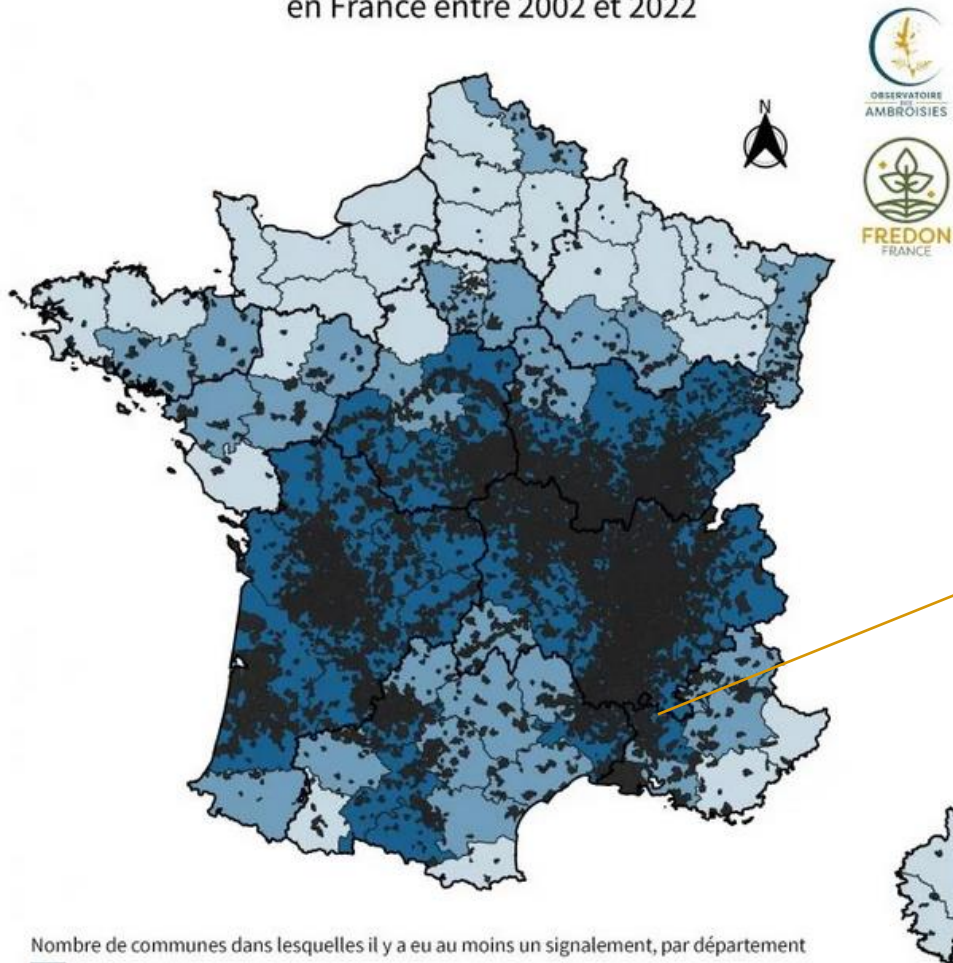 en France entre 2002 et 2022
OBSERVATOIRE
DES
AMBROISIES
N
FREDON
FRANCE
Nombre de communes dans lesquelles il y a eu au moins un signalement, par département